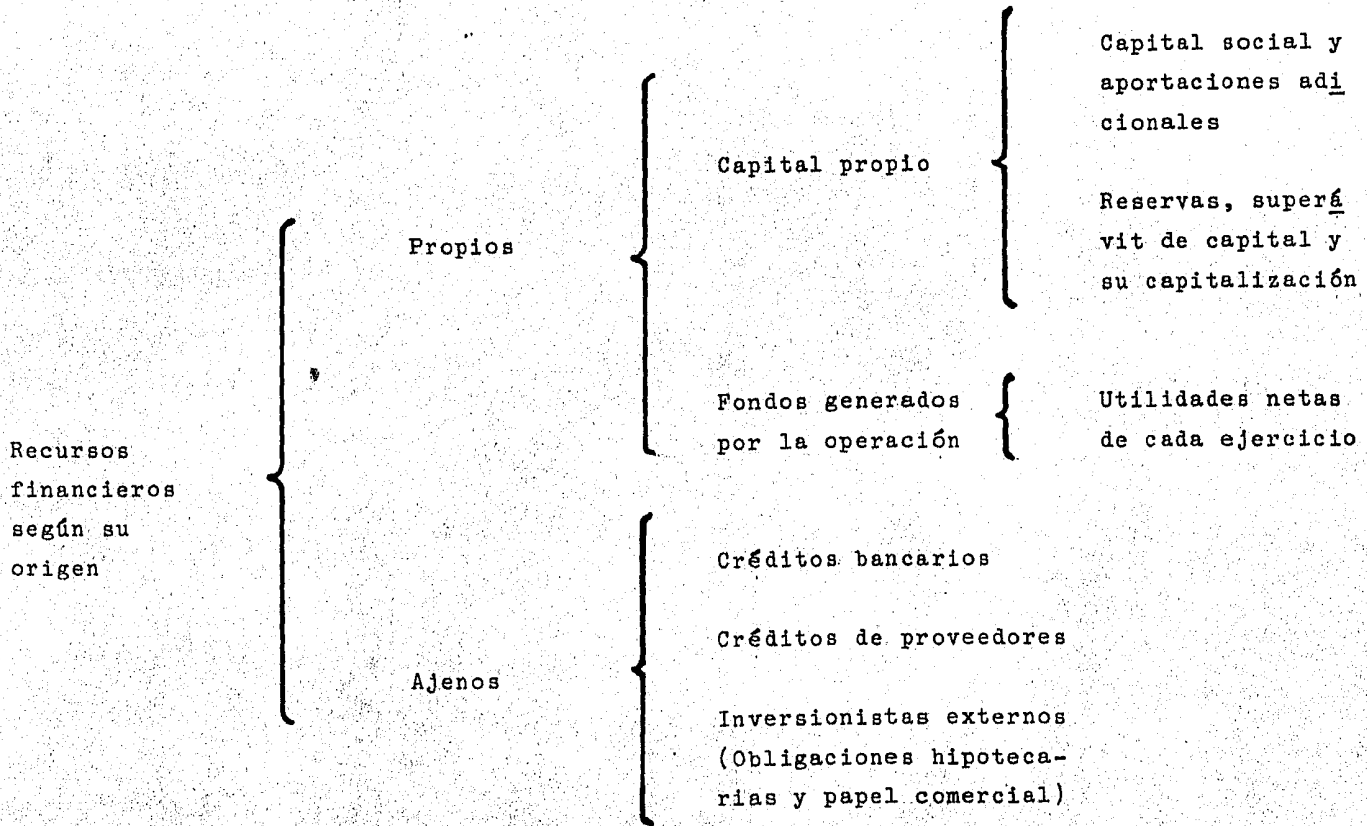 Recursos
financieros
según su
origen
Propios
Capital propio
Capital social y
aportaciones adi
cionales
Reservas, superá
vit de capital y
su capitalización
Fondos generados
por la operación
Utilidades netas
de cada ejercicio
Ajenos
Créditos bancarios
Créditos de proveedores
Inversionistas externos
(Obligaciones hipoteca-
rias y papel comercial)